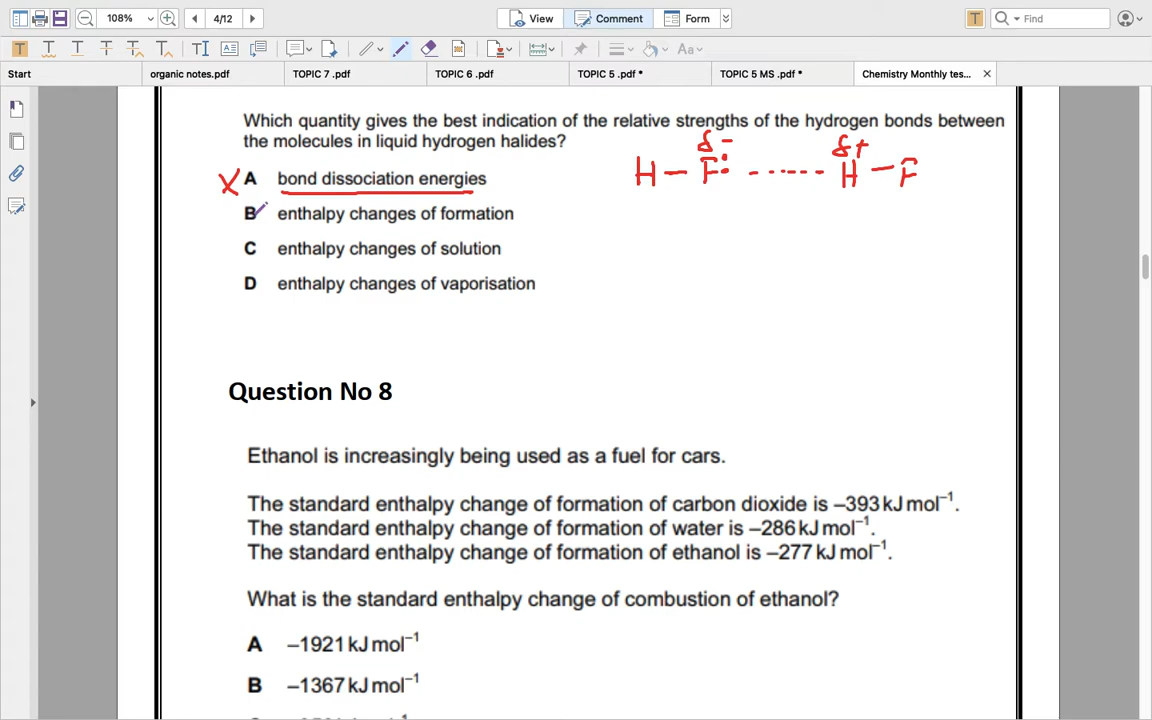 108%
4/12
View
Comment
Form
T
Find
T T T T T T T Aa
Start
organic notes.pdf
TOPIC 7 .pdf
TOPIC 6 .pdf
TOPIC 5 .pdf *
TOPIC 5 MS .pdf *
Chemistry Monthly tes...
Which quantity gives the best indication of the relative strengths of the hydrogen bonds between
the molecules in liquid hydrogen halides?
δ− δ+
H – F: ------ H – F
X A bond dissociation energies
B enthalpy changes of formation
C enthalpy changes of solution
D enthalpy changes of vaporisation
Question No 8
Ethanol is increasingly being used as a fuel for cars.
The standard enthalpy change of formation of carbon dioxide is –393 kJ mol⁻¹.
The standard enthalpy change of formation of water is –286 kJ mol⁻¹.
The standard enthalpy change of formation of ethanol is –277 kJ mol⁻¹.
What is the standard enthalpy change of combustion of ethanol?
A –1921 kJ mol⁻¹
B –1367 kJ mol⁻¹